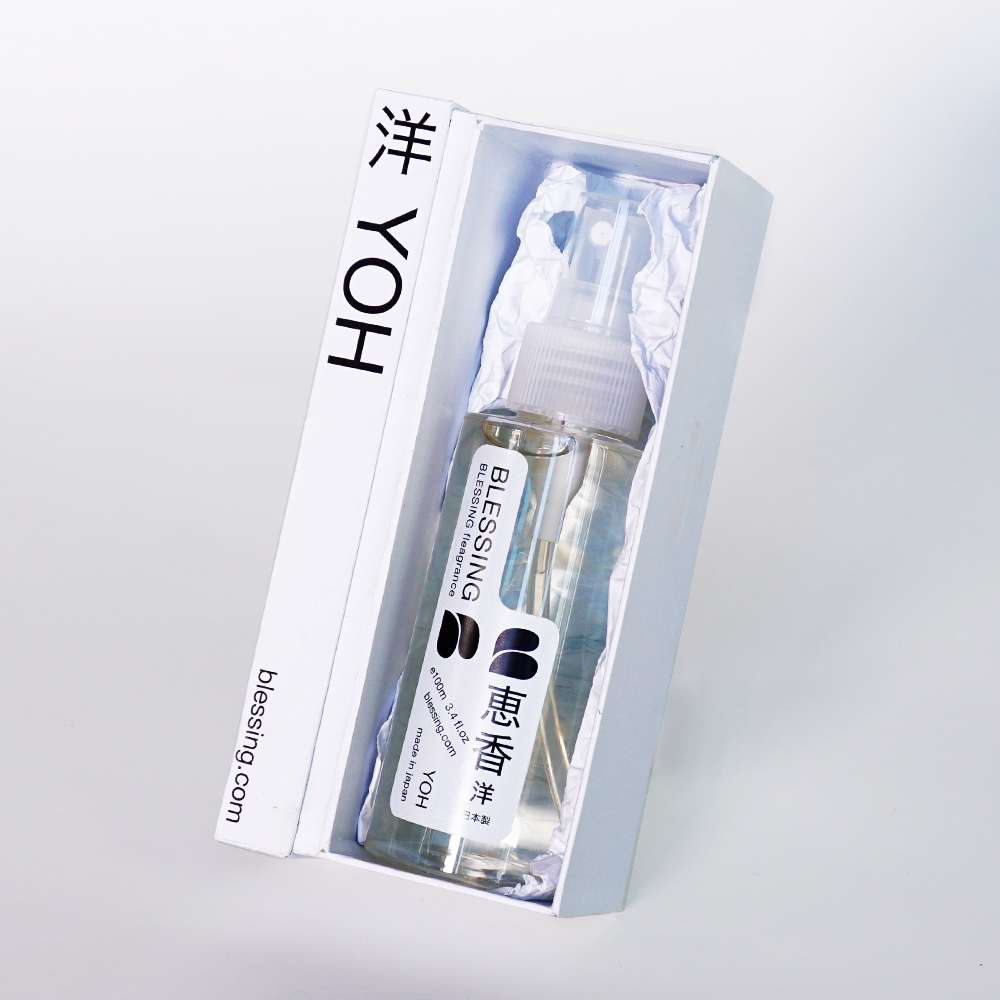 洋 YOH
blessing.com
BLESSING
BLESSING fleagrance
恵香 洋
日本製
e100m 3.4 fl.oz
blessing.com
YOH
made in japan